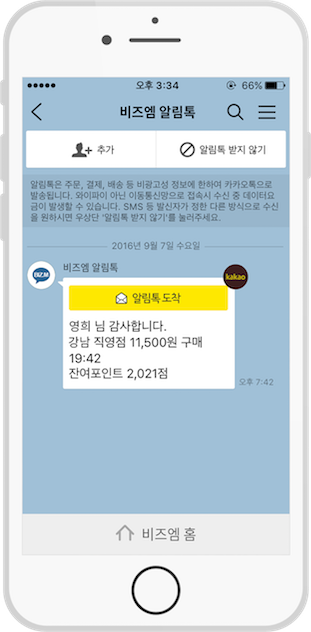 오후 3:34
66%
비즈엠 알림톡
추가
알림톡 받지 않기
알림톡은 주문, 결제, 배송 등 비광고성 정보에 한하여 카카오톡으로
발송됩니다. 와이파이 아닌 이동통신망으로 접속시 수신 중 데이터요
금이 발생할 수 있습니다. SMS 등 발신자가 정한 다른 방식으로 수신
을 원하시면 우상단 '알림톡 받지 않기'를 눌러주세요.
2016년 9월 7일 수요일
BIZ.M
비즈엠 알림톡
kakao
알림톡 도착
영희 님 감사합니다.
강남 직영점 11,500원 구매
19:42
잔여포인트 2,021점
오후 7:42
비즈엠 홈